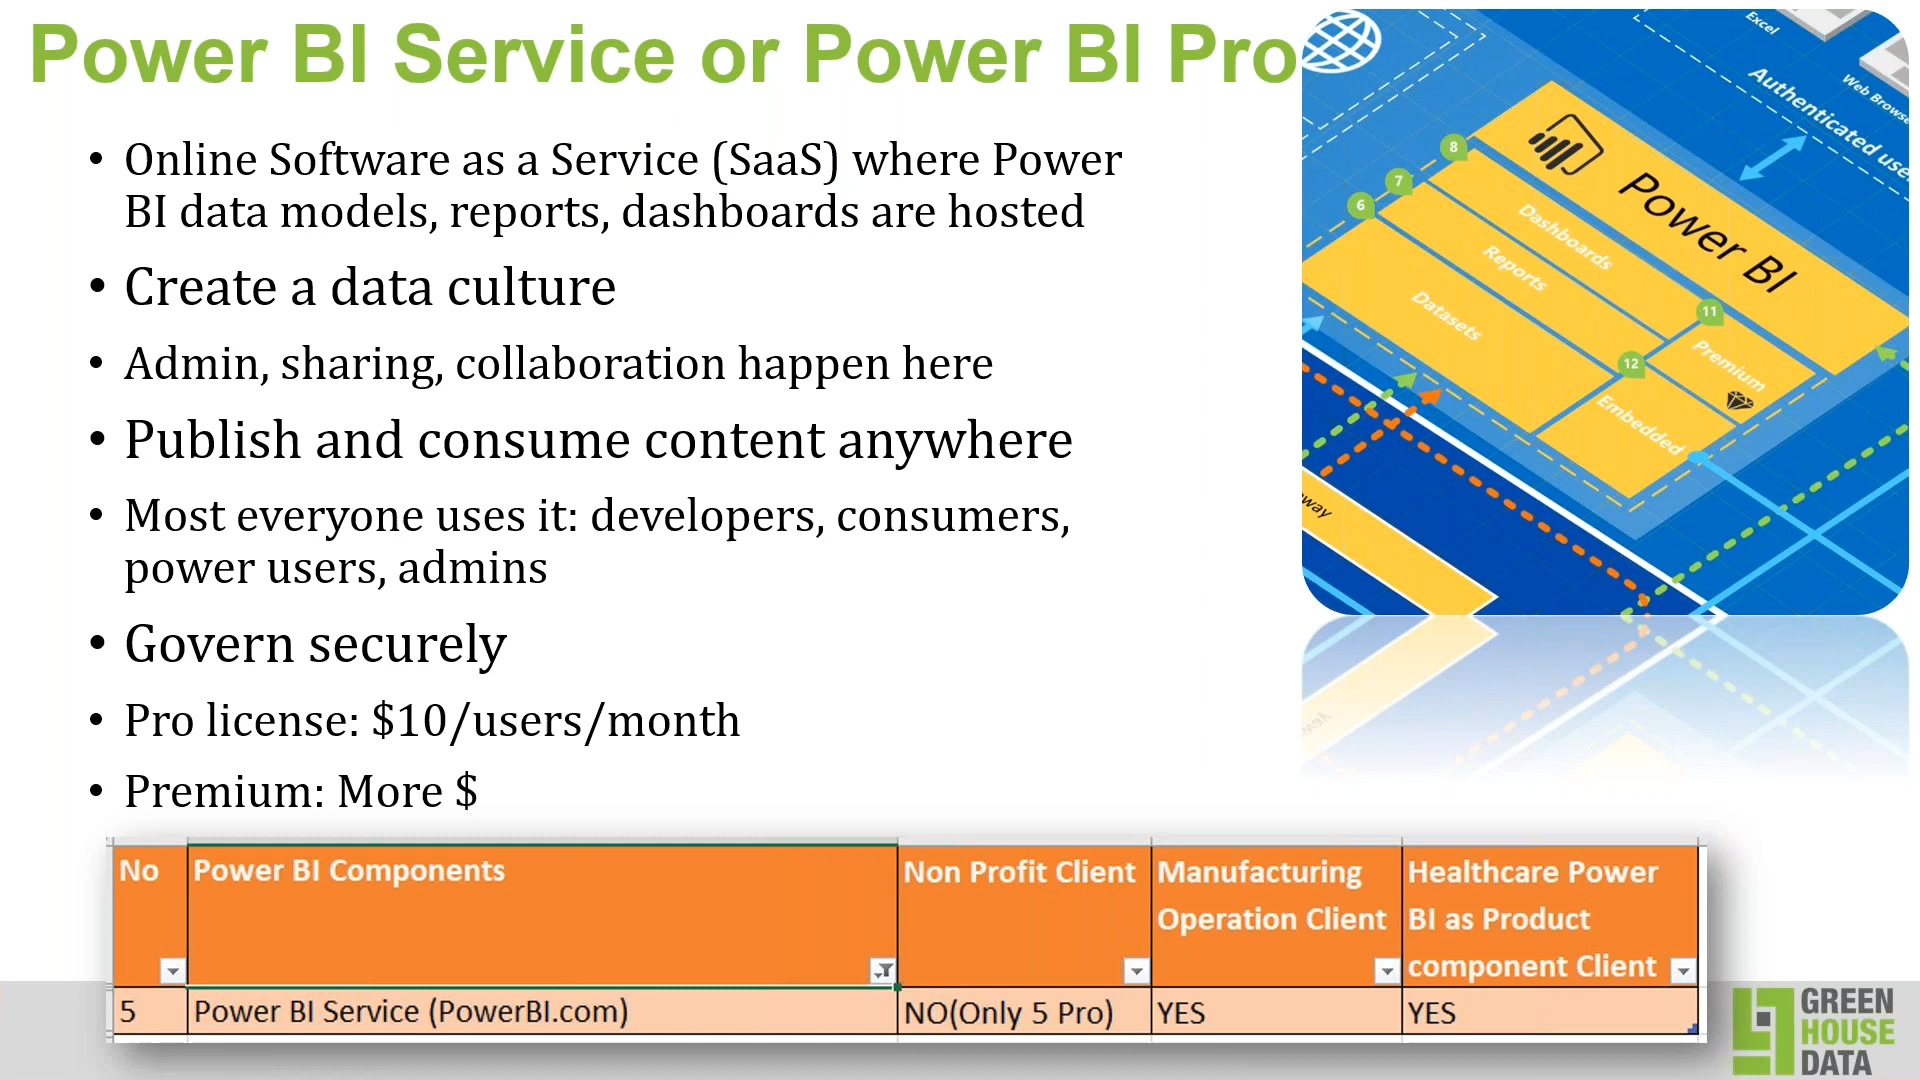 Power BI Service or Power BI Pro
• Online Software as a Service (SaaS) where Power
BI data models, reports, dashboards are hosted
• Create a data culture
• Admin, sharing, collaboration happen here
• Publish and consume content anywhere
• Most everyone uses it: developers, consumers,
power users, admins
• Govern securely
• Pro license: $10/users/month
• Premium: More $
Excel
Web Browse
Authenticated use
Power BI
8
7
6
Dashboards
Reports
Datasets
11
Premium
12
Embedded
way
No
Power BI Components
Non Profit Client
Manufacturing
Operation Client
Healthcare Power
BI as Product
component Client
5
Power BI Service (PowerBI.com)
NO(Only 5 Pro)
YES
YES
GREEN
HOUSE
DATA